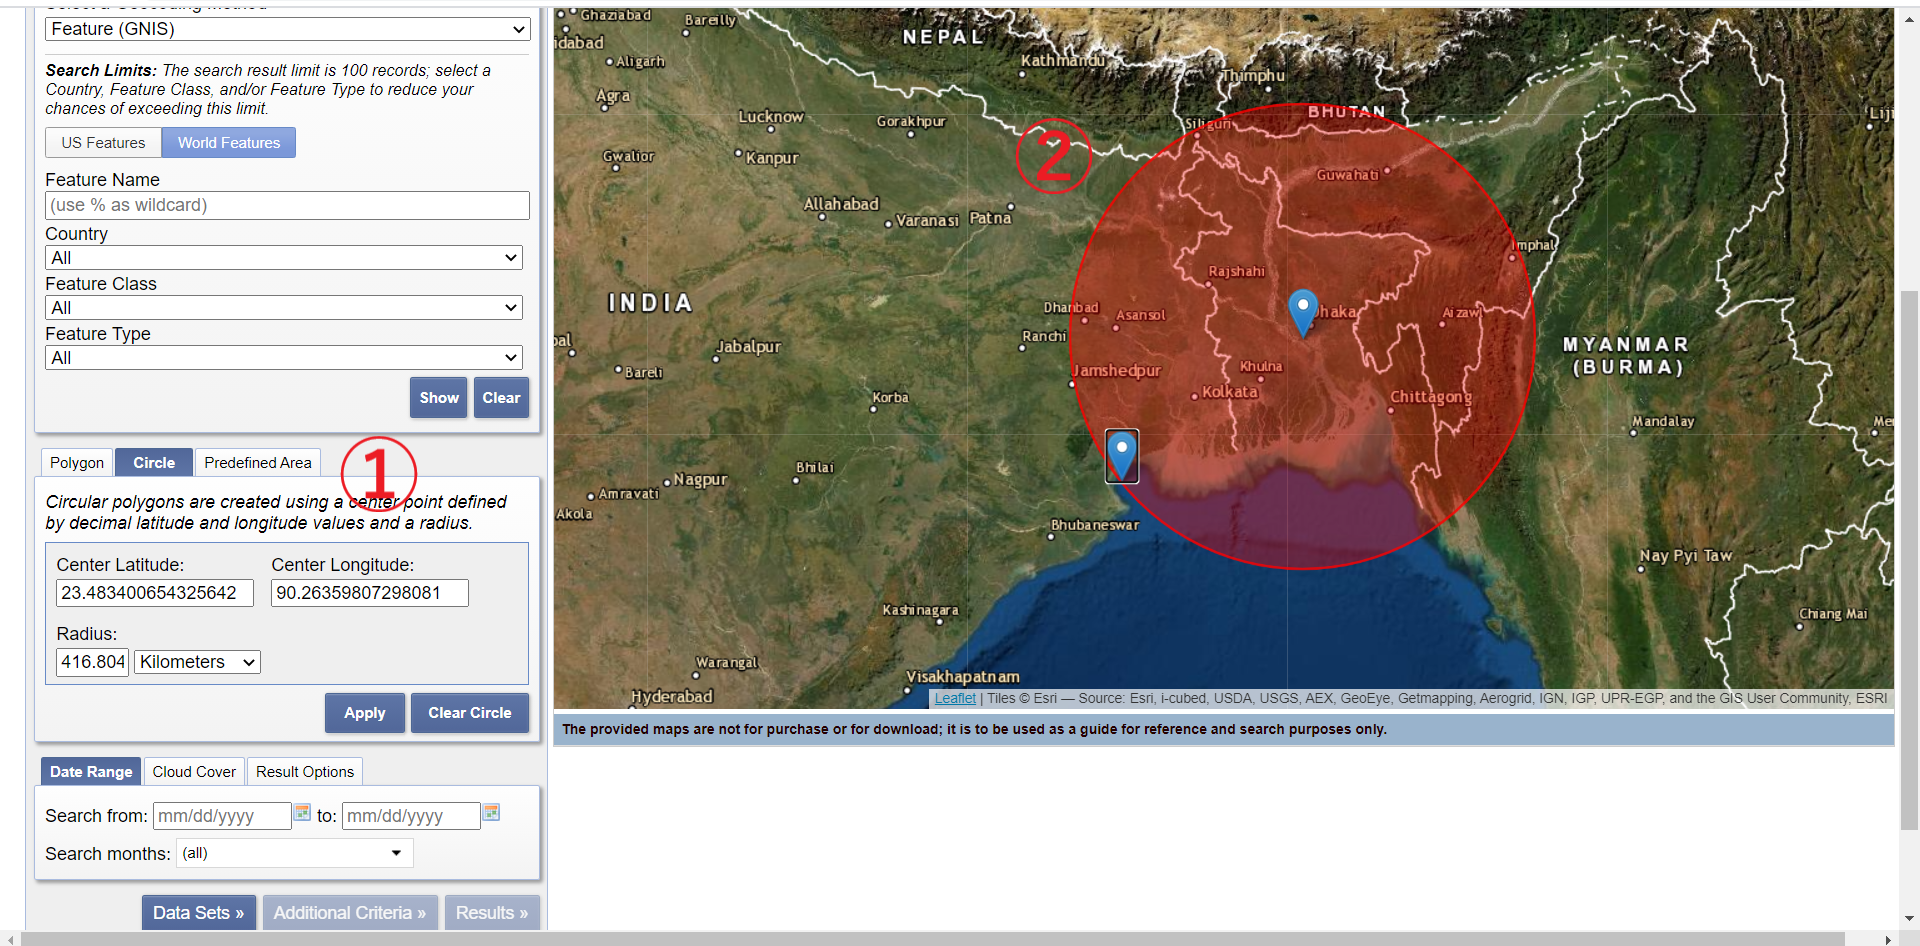 Feature (GNIS)
Search Limits: The search result limit is 100 records; select a
Country, Feature Class, and/or Feature Type to reduce your
chances of exceeding this limit.
US Features
World Features
Feature Name
(use % as wildcard)
Country
All
Feature Class
All
Feature Type
All
Show
Clear
Polygon
Circle
Predefined Area
1
Circular polygons are created using a center point defined
by decimal latitude and longitude values and a radius.
Center Latitude:
Center Longitude:
23.483400654325642
90.26359807298081
Radius:
416.804
Kilometers
Apply
Clear Circle
Date Range
Cloud Cover
Result Options
Search from:
mm/dd/yyyy
to:
mm/dd/yyyy
Search months:
(all)
Data Sets »
Additional Criteria »
Results »
Ghaziabad
Bareilly
idabad
Aligarh
Agra
NEPAL
Kathmandu
Thimphu
BHUTAN
Lucknow
Gorakhpur
Siliguri
2
Gwalior
Kanpur
Guwahati
Allahabad
Varanasi
Patna
Imphal
Rajshahi
INDIA
Dhanbad
Asansol
Dhaka
Aizawl
Ranchi
pal
Jabalpur
MYANMAR
(BURMA)
Bareli
Jamshedpur
Khulna
Korba
Kolkata
Chittagong
Mandalay
Me
Bhilai
Nagpur
Amravati
Akola
Bhubaneswar
Nay Pyi Taw
Kashinagara
Chiang Mai
Warangal
Visakhapatnam
Hyderabad
Liji
Leaflet | Tiles © Esri — Source: Esri, i-cubed, USDA, USGS, AEX, GeoEye, Getmapping, Aerogrid, IGN, IGP, UPR-EGP, and the GIS User Community, ESRI
The provided maps are not for purchase or for download; it is to be used as a guide for reference and search purposes only.